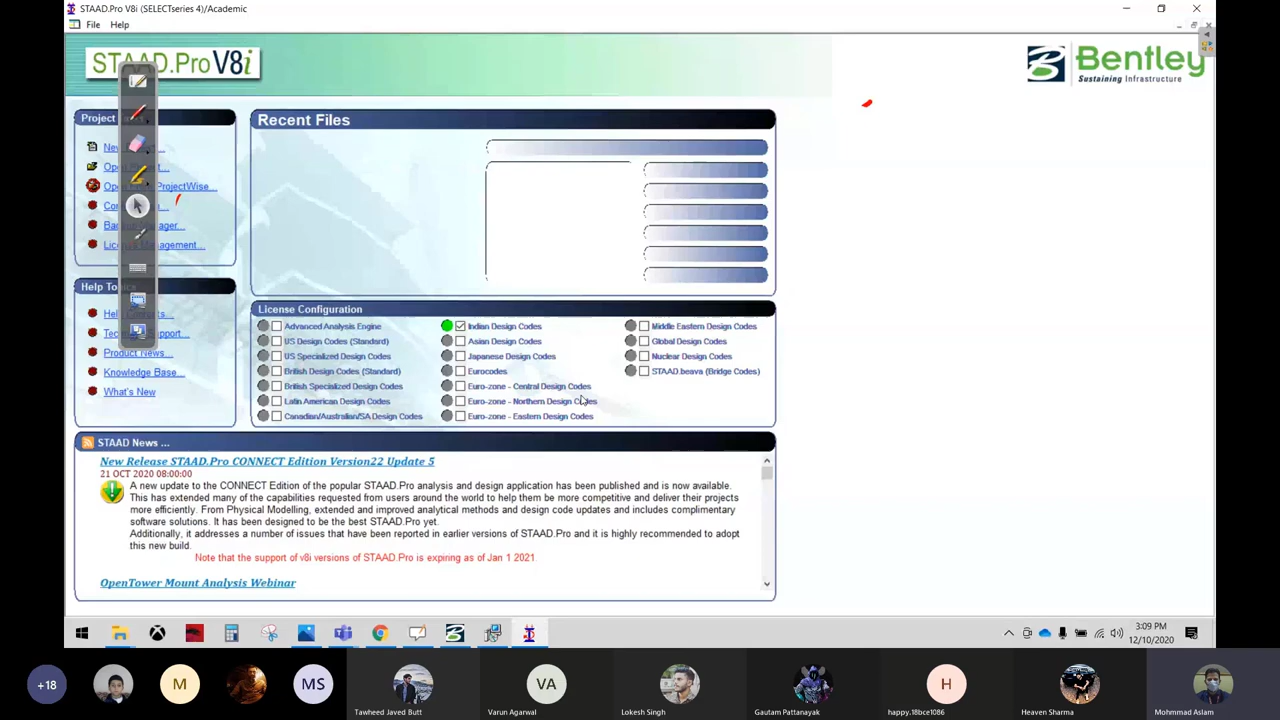 STAAD.Pro V8i (SELECTseries 4)/Academic
File Help
STAAD.Pro V8i
Bentley
Sustaining Infrastructure
Project
Recent Files
New
Open
Open ProjectWise...
License Management...
Help Topics
Support...
Product News...
Knowledge Base...
What's New
License Configuration
Advanced Analysis Engine
US Design Codes (Standard)
US Specialized Design Codes
British Design Codes (Standard)
British Specialized Design Codes
Latin American Design Codes
Canadian/Australian/SA Design Codes
Indian Design Codes
Asian Design Codes
Japanese Design Codes
Eurocodes
Euro-zone - Central Design Codes
Euro-zone - Northern Design Codes
Euro-zone - Eastern Design Codes
Middle Eastern Design Codes
Global Design Codes
Nuclear Design Codes
STAAD.beava (Bridge Codes)
STAAD News ...
New Release STAAD.Pro CONNECT Edition Version22 Update 5
21 OCT 2020 08:00:00
A new update to the CONNECT Edition of the popular STAAD.Pro analysis and design application has been published and is now available.
This has extended many of the capabilities requested from users around the world to help them be more competitive and deliver their projects
more efficiently. From Physical Modelling, extended and improved analytical methods and design code updates and includes complimentary
software solutions. It has been designed to be the best STAAD.Pro yet.
Additionally, it addresses a number of issues that have been reported in earlier versions of STAAD.Pro and it is highly recommended to adopt
this new build.
Note that the support of v8i versions of STAAD.Pro is expiring as of Jan 1 2021.
OpenTower Mount Analysis Webinar
3:09 PM
12/10/2020
+18
M
MS
VA
H
Tawheed Javed Butt
Varun Agarwal
Lokesh Singh
Gautam Pattanayak
happy.18bce1086
Heaven Sharma
Mohmmad Aslam